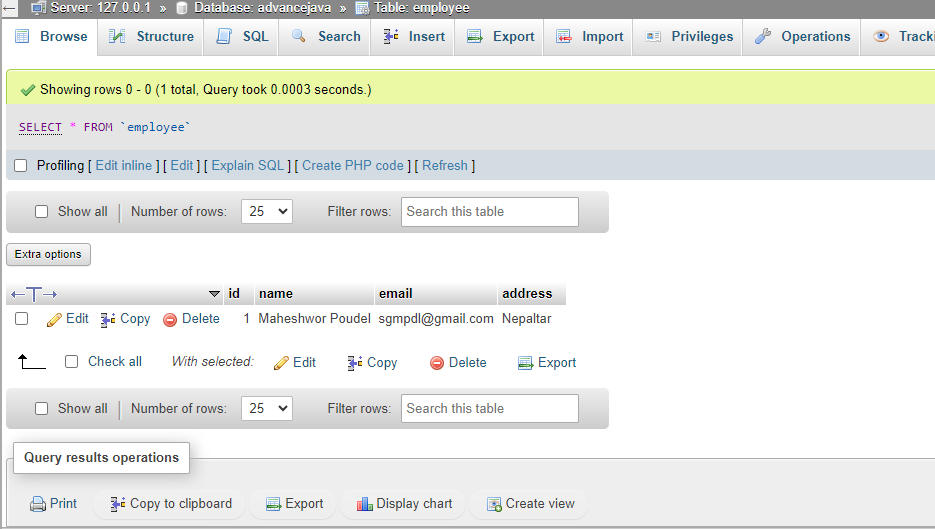 Server: 127.0.0.1 » Database: advancejava » Table: employee
Browse Structure SQL Search Insert Export Import Privileges Operations Tracki
Showing rows 0 - 0 (1 total, Query took 0.0003 seconds.)
SELECT * FROM `employee`
Profiling [ Edit inline ] [ Edit ] [ Explain SQL ] [ Create PHP code ] [ Refresh ]
Show all | Number of rows: 25 Filter rows: Search this table
Extra options
←T→ id name email address
Edit Copy Delete 1 Maheshwor Poudel sgmpdl@gmail.com Nepaltar
Check all With selected: Edit Copy Delete Export
Show all | Number of rows: 25 Filter rows: Search this table
Query results operations
Print Copy to clipboard Export Display chart Create view